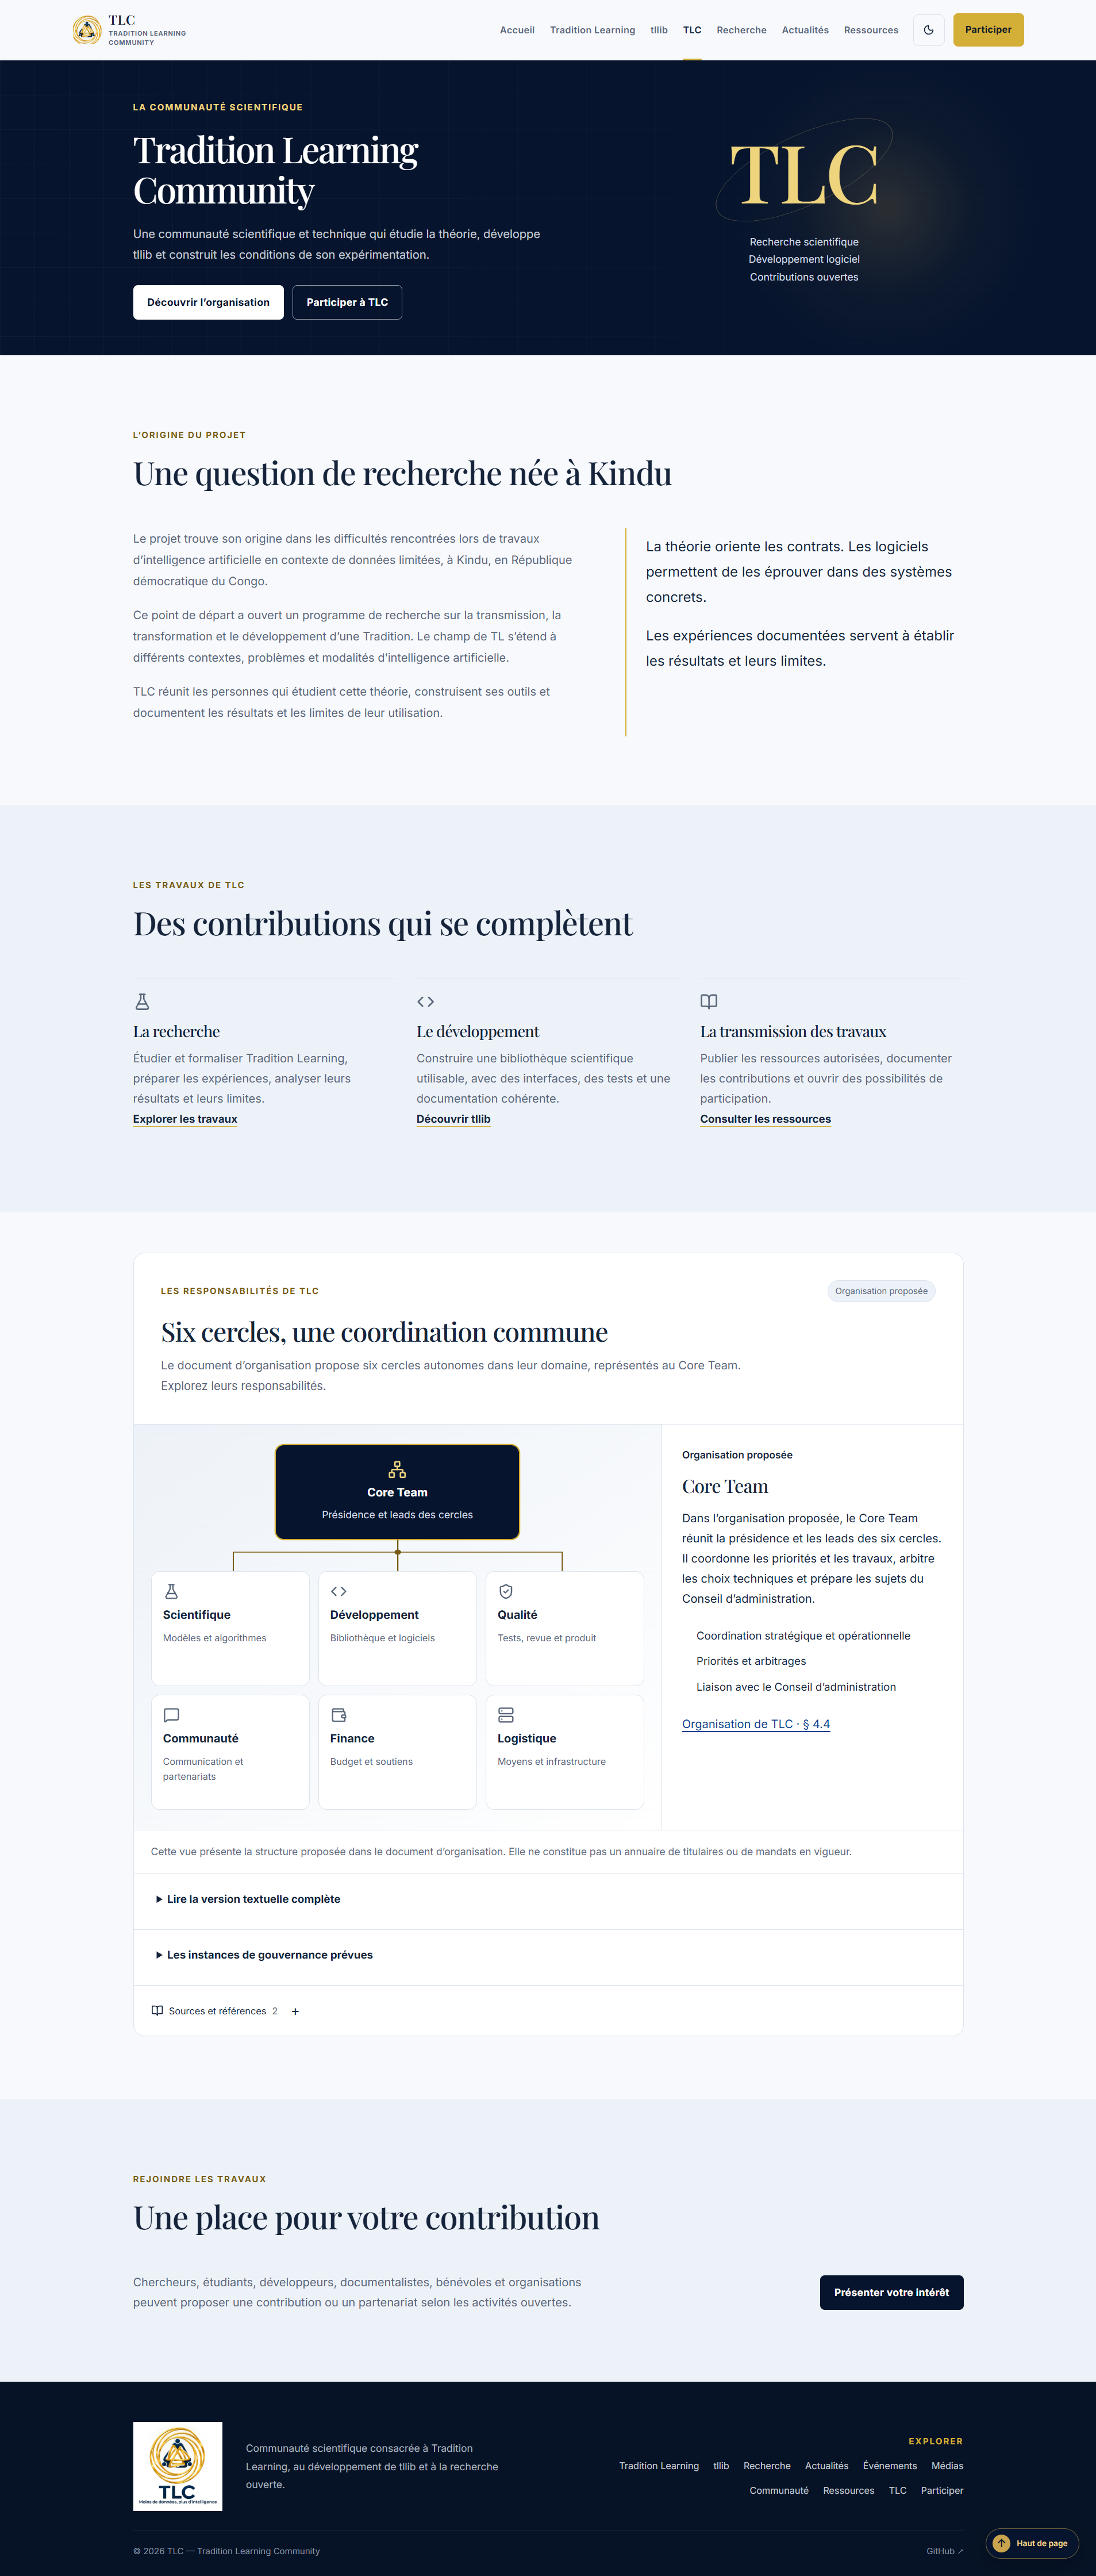 TLC
TRADITION LEARNING
COMMUNITY
Accueil
Tradition Learning
tllib
TLC
Recherche
Actualités
Ressources
Participer
LA COMMUNAUTÉ SCIENTIFIQUE
Tradition Learning
Community
Une communauté scientifique et technique qui étudie la théorie, développe
tllib et construit les conditions de son expérimentation.
Découvrir l’organisation
Participer à TLC
TLC
Recherche scientifique
Développement logiciel
Contributions ouvertes
L’ORIGINE DU PROJET
Une question de recherche née à Kindu
Le projet trouve son origine dans les difficultés rencontrées lors de travaux
d’intelligence artificielle en contexte de données limitées, à Kindu, en République
démocratique du Congo.
Ce point de départ a ouvert un programme de recherche sur la transmission, la
transformation et le développement d’une Tradition. Le champ de TL s’étend à
différents contextes, problèmes et modalités d’intelligence artificielle.
TLC réunit les personnes qui étudient cette théorie, construisent ses outils et
documentent les résultats et les limites de leur utilisation.
La théorie oriente les contrats. Les logiciels
permettent de les éprouver dans des systèmes
concrets.
Les expériences documentées servent à établir
les résultats et leurs limites.
LES TRAVAUX DE TLC
Des contributions qui se complètent
La recherche
Étudier et formaliser Tradition Learning,
préparer les expériences, analyser leurs
résultats et leurs limites.
Explorer les travaux
Le développement
Construire une bibliothèque scientifique
utilisable, avec des interfaces, des tests et une
documentation cohérente.
Découvrir tllib
La transmission des travaux
Publier les ressources autorisées, documenter
les contributions et ouvrir des possibilités de
participation.
Consulter les ressources
LES RESPONSABILITÉS DE TLC
Organisation proposée
Six cercles, une coordination commune
Le document d’organisation propose six cercles autonomes dans leur domaine, représentés au Core Team.
Explorez leurs responsabilités.
Core Team
Présidence et leads des cercles
Scientifique
Modèles et algorithmes
Développement
Bibliothèque et logiciels
Qualité
Tests, revue et produit
Communauté
Communication et
partenariats
Finance
Budget et soutiens
Logistique
Moyens et infrastructure
Organisation proposée
Core Team
Dans l’organisation proposée, le Core Team
réunit la présidence et les leads des six cercles.
Il coordonne les priorités et les travaux, arbitre
les choix techniques et prépare les sujets du
Conseil d’administration.
Coordination stratégique et opérationnelle
Priorités et arbitrages
Liaison avec le Conseil d’administration
Organisation de TLC · § 4.4
Cette vue présente la structure proposée dans le document d’organisation. Elle ne constitue pas un annuaire de titulaires ou de mandats en vigueur.
Lire la version textuelle complète
Les instances de gouvernance prévues
Sources et références 2 +
REJOINDRE LES TRAVAUX
Une place pour votre contribution
Chercheurs, étudiants, développeurs, documentalistes, bénévoles et organisations
peuvent proposer une contribution ou un partenariat selon les activités ouvertes.
Présenter votre intérêt
TLC
Moins de données, plus d'intelligence
Communauté scientifique consacrée à Tradition
Learning, au développement de tllib et à la recherche
ouverte.
EXPLORER
Tradition Learning
tllib
Recherche
Actualités
Événements
Médias
Communauté
Ressources
TLC
Participer
© 2026 TLC — Tradition Learning Community
GitHub ↗
Haut de page